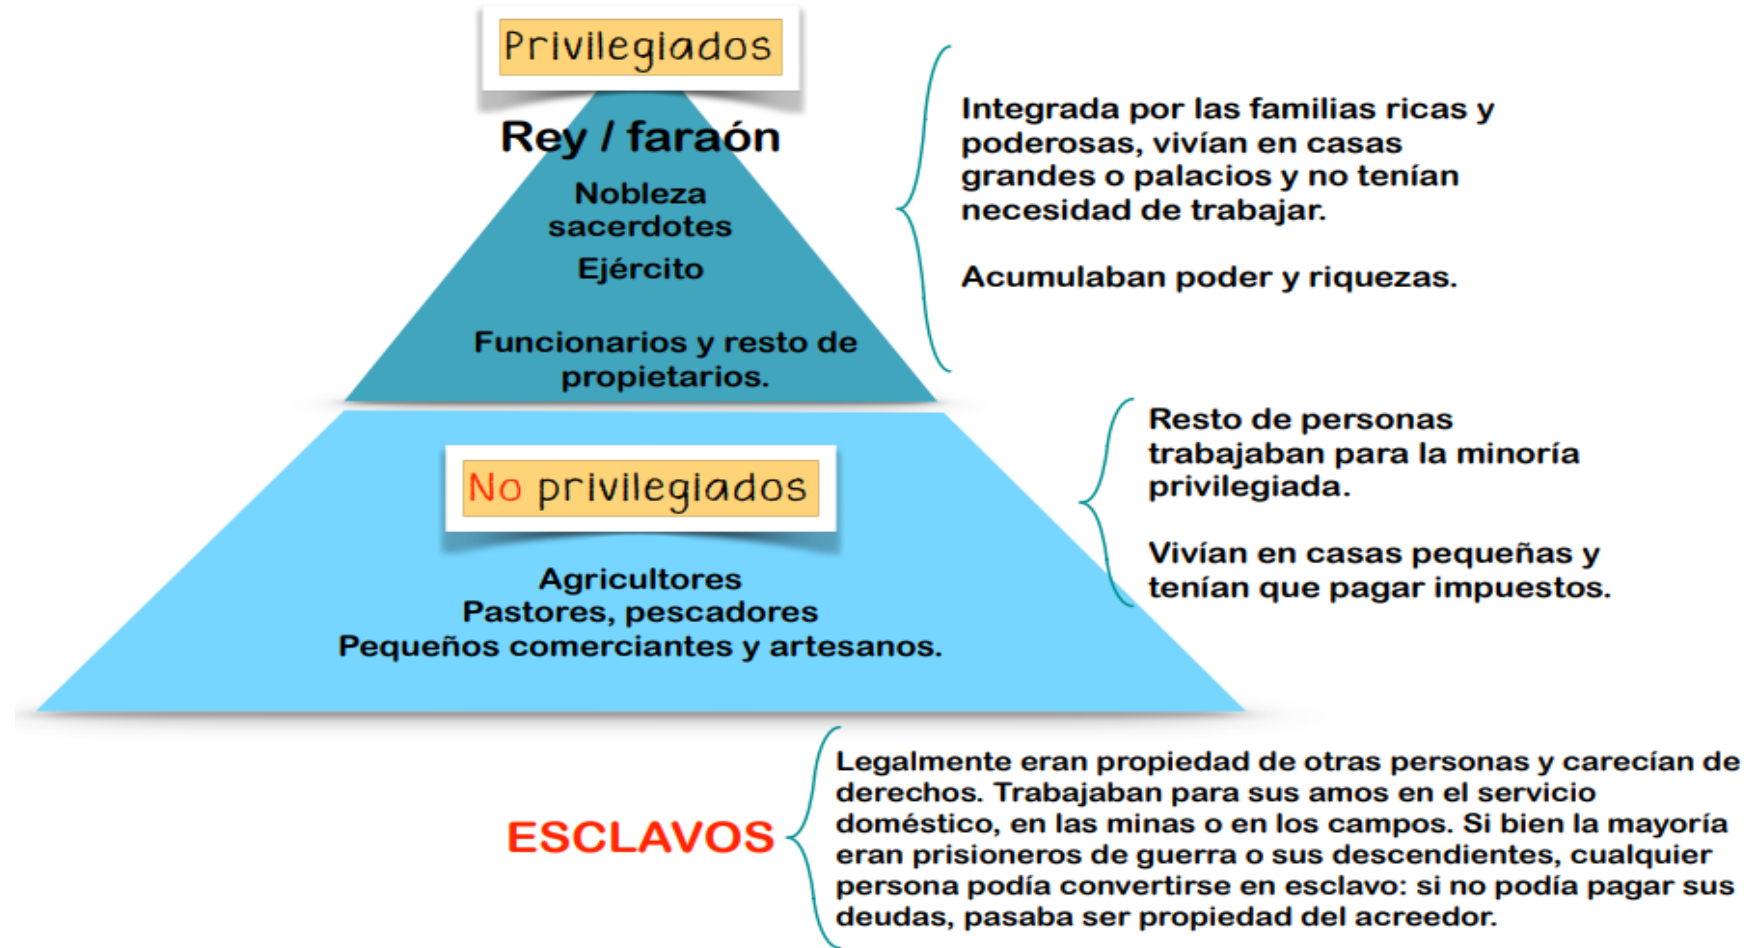 Privilegiados
Rey / faraón
Nobleza
sacerdotes
Ejército
Funcionarios y resto de
propietarios.
Integrada por las familias ricas y
poderosas, vivían en casas
grandes o palacios y no tenían
necesidad de trabajar.
Acumulaban poder y riquezas.
No privilegiados
Agricultores
Pastores, pescadores
Pequeños comerciantes y artesanos.
Resto de personas
trabajaban para la minoría
privilegiada.
Vivían en casas pequeñas y
tenían que pagar impuestos.
ESCLAVOS
Legalmente eran propiedad de otras personas y carecían de
derechos. Trabajaban para sus amos en el servicio
doméstico, en las minas o en los campos. Si bien la mayoría
eran prisioneros de guerra o sus descendientes, cualquier
persona podía convertirse en esclavo: si no podía pagar sus
deudas, pasaba ser propiedad del acreedor.